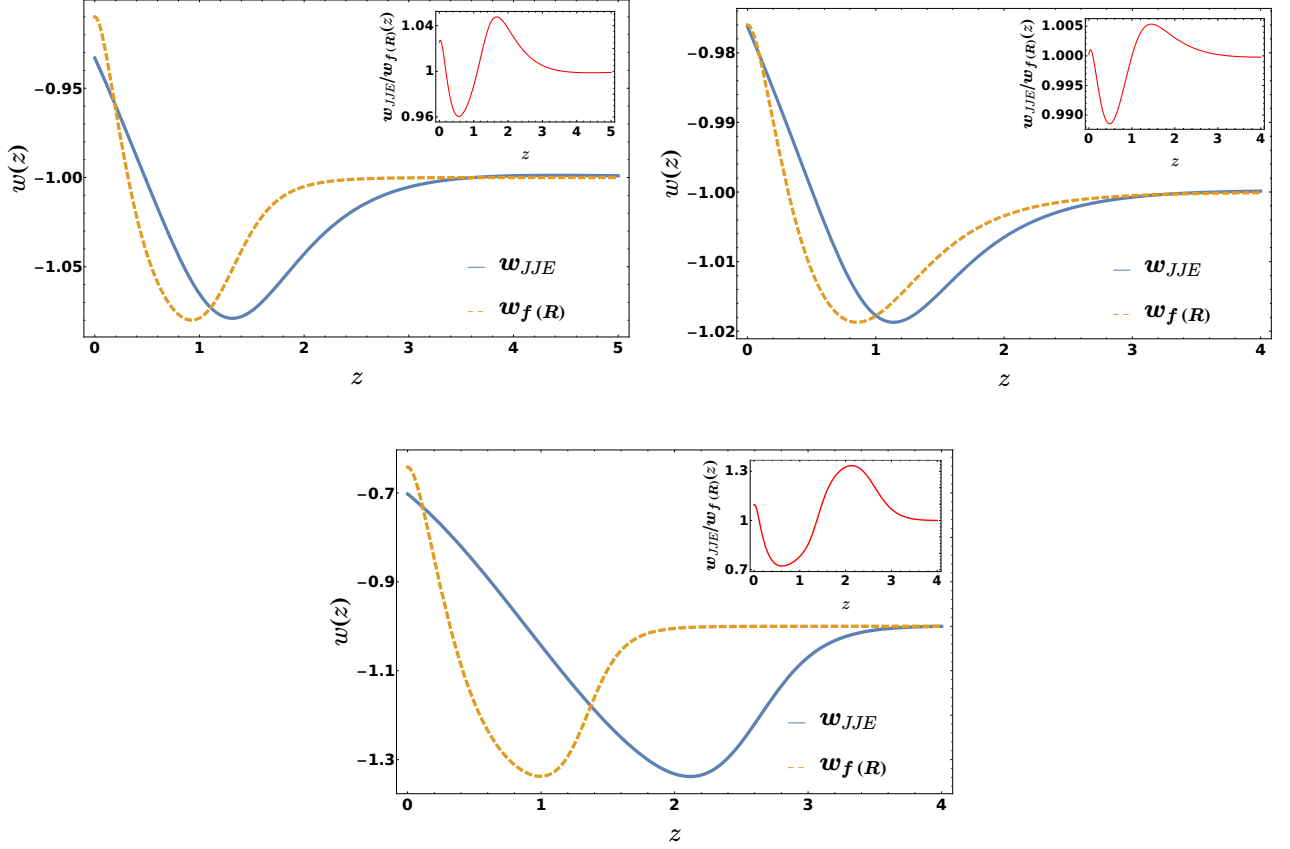 w_JJE/w_f(R)(z)
1.04
1
0.96
0 1 2 3 4 5
z
w(z)
−0.95
−1.00
−1.05
w_JJE
w_f(R)
0 1 2 3 4 5
z
w_JJE/w_f(R)(z)
1.005
1.000
0.995
0.990
0 1 2 3 4
z
w(z)
−0.98
−0.99
−1.00
−1.01
−1.02
w_JJE
w_f(R)
0 1 2 3 4
z
w_JJE/w_f(R)(z)
1.3
1
0.7
0 1 2 3 4
z
w(z)
−0.7
−0.9
−1.1
−1.3
w_JJE
w_f(R)
0 1 2 3 4
z